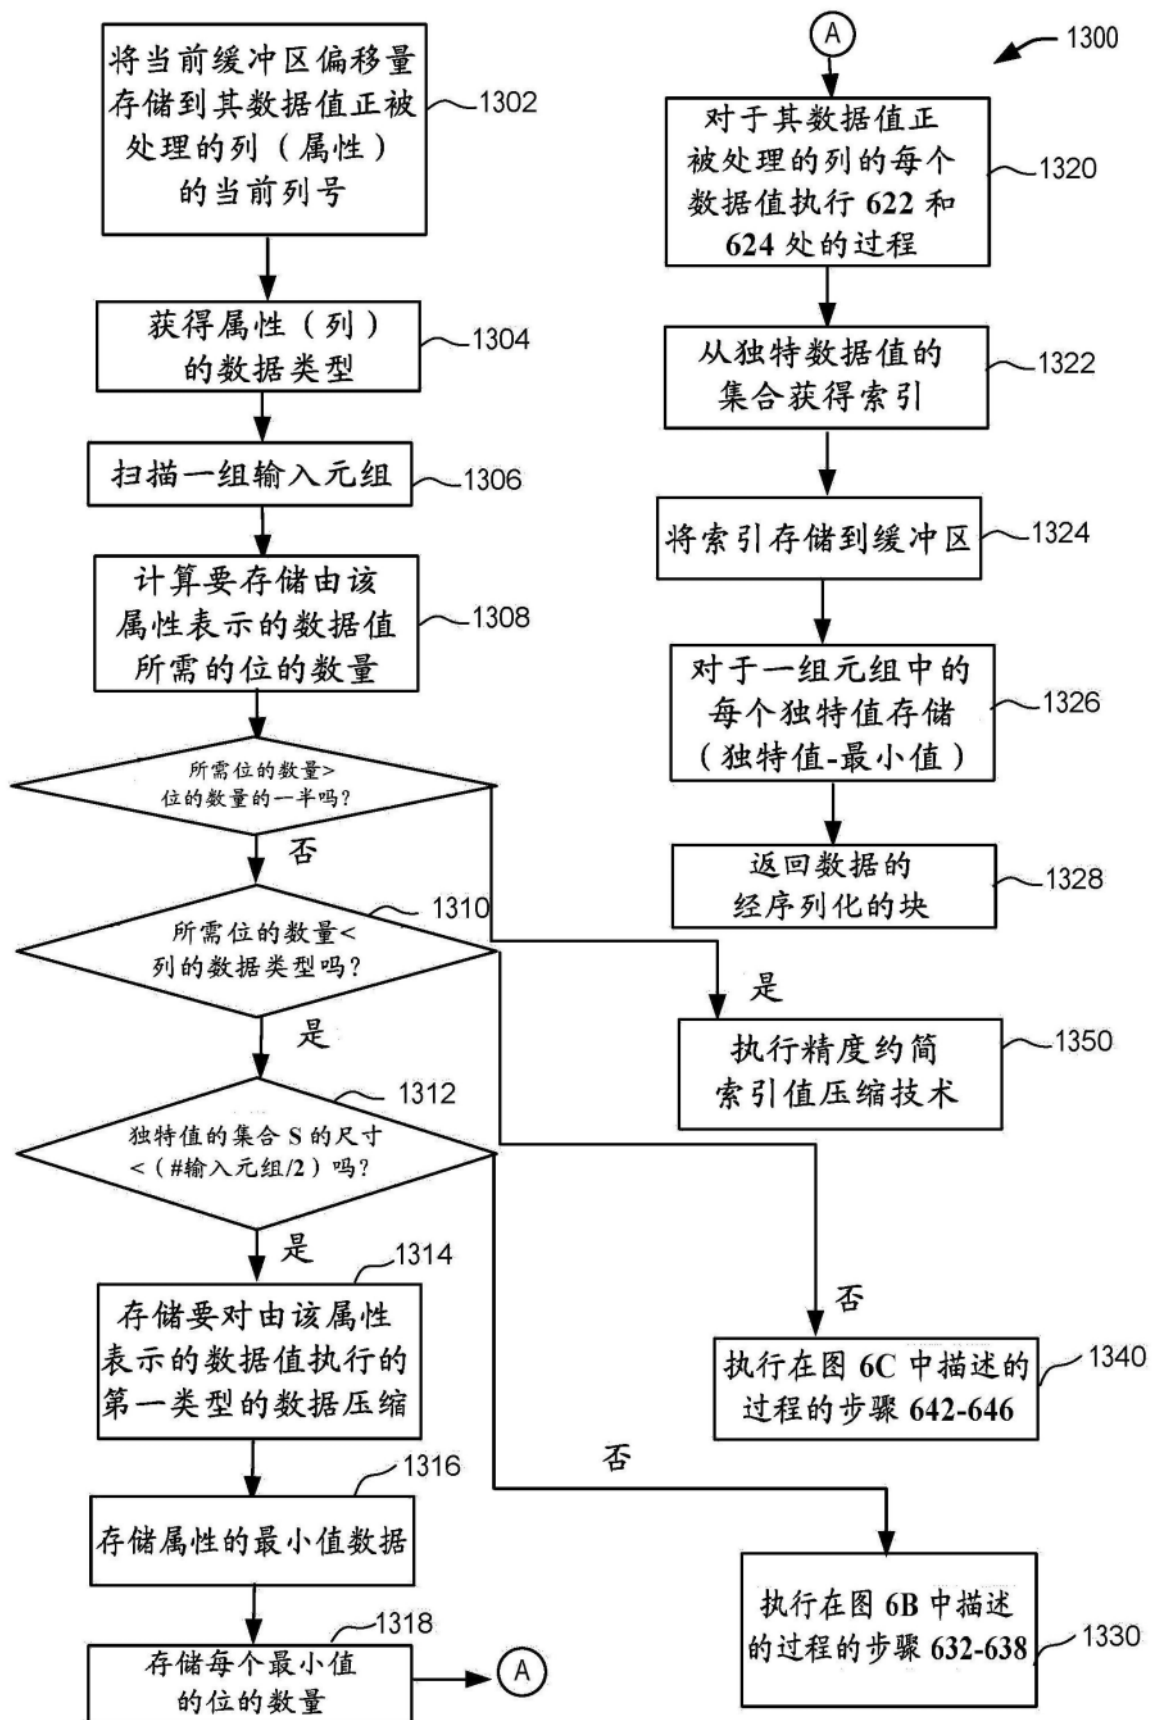 将当前缓冲区偏移量
存储到其数据值正被
处理的列（属性）
的当前列号
1302
获得属性（列）
的数据类型
1304
扫描一组输入元组
1306
计算要存储由该
属性表示的数据值
所需的位的数量
1308
所需位的数量>
位的数量的一半吗?
否
1310
所需位的数量<
列的数据类型吗?
是
1312
独特值的集合 S 的尺寸
<（#输入元组/2）吗?
是
1314
存储要对由该属性
表示的数据值执行的
第一类型的数据压缩
1316
存储属性的最小值数据
1318
存储每个最小值
的位的数量
A
A
1300
对于其数据值正
被处理的列的每个
数据值执行 622 和
624 处的过程
1320
从独特数据值的
集合获得索引
1322
将索引存储到缓冲区
1324
对于一组元组中的
每个独特值存储
（独特值-最小值）
1326
返回数据的
经序列化的块
1328
是
执行精度约简
索引值压缩技术
1350
否
执行在图 6C 中描述的
过程的步骤 642-646
1340
否
执行在图 6B 中描述
的过程的步骤 632-638
1330